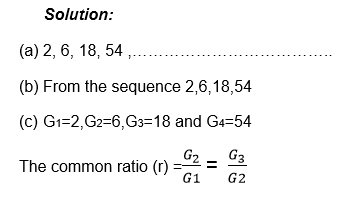 Solution:
(a) 2, 6, 18, 54 ,......................................
(b) From the sequence 2,6,18,54
(c) G1=2,G2=6,G3=18 and G4=54
The common ratio (r) = G2/G1 = G3/G2